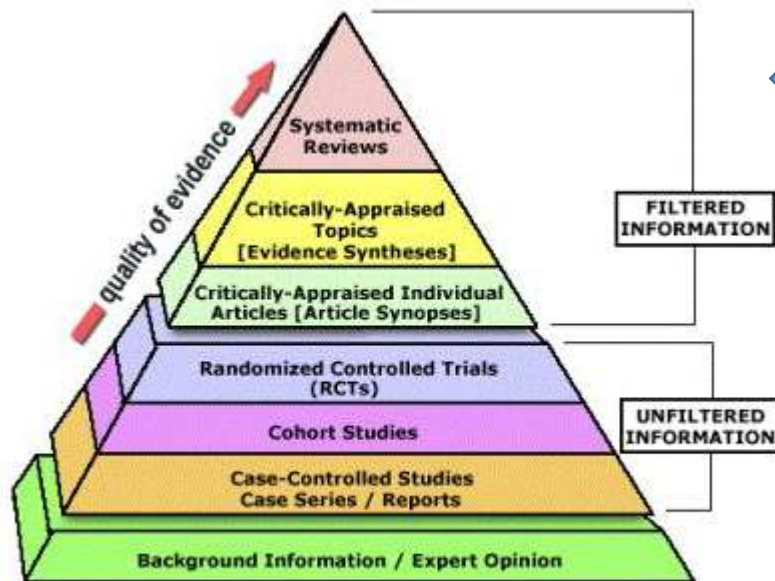 quality of evidence
Systematic
Reviews
Critically-Appraised
Topics
[Evidence Syntheses]
Critically-Appraised Individual
Articles [Article Synopses]
Randomized Controlled Trials
(RCTs)
Cohort Studies
Case-Controlled Studies
Case Series / Reports
Background Information / Expert Opinion
FILTERED
INFORMATION
UNFILTERED
INFORMATION